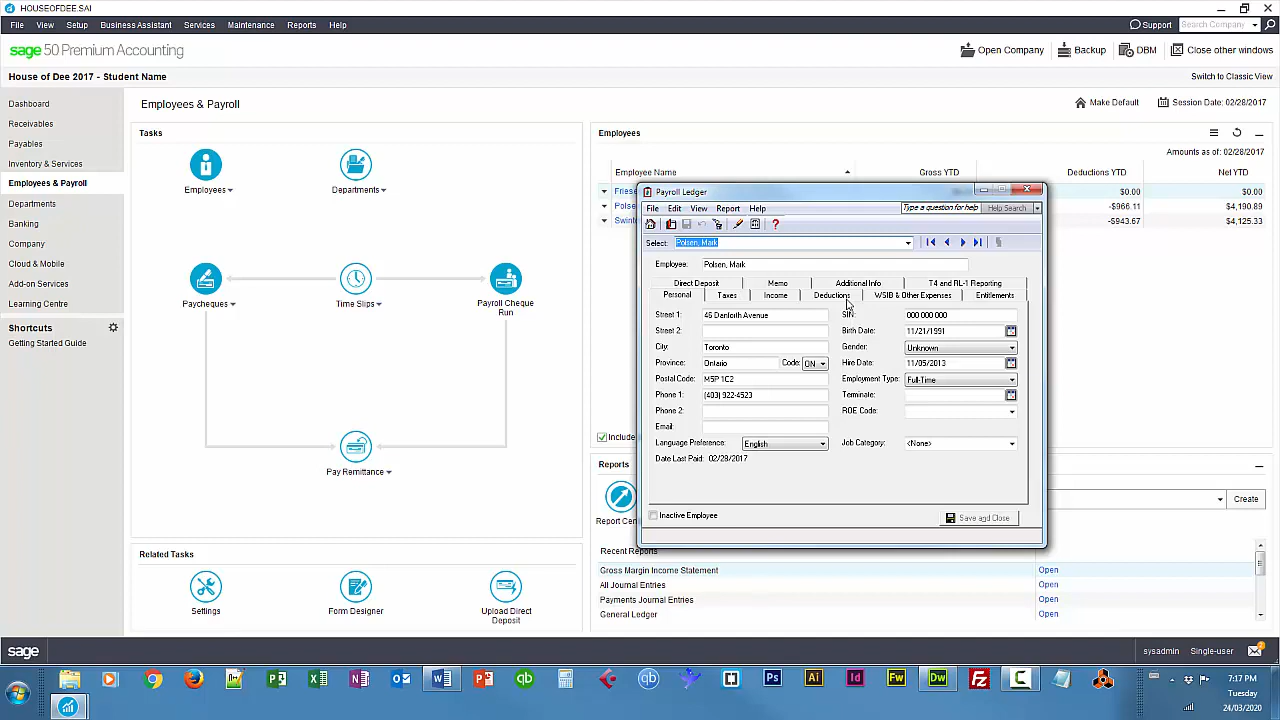 HOUSEOFDEE.SAI
File View Setup Business Assistant Services Maintenance Reports Help
Support Search Company
sage 50 Premium Accounting
Open Company Backup DBM Close other windows
House of Dee 2017 - Student Name
Switch to Classic View
Dashboard
Receivables
Payables
Inventory & Services
Employees & Payroll
Departments
Banking
Company
Cloud & Mobile
Add-on Services
Learning Centre
Shortcuts
Getting Started Guide
Employees & Payroll
Make Default Session Date: 02/28/2017
Tasks
Employees
Departments
Paycheques
Time Slips
Payroll Cheque
Run
Pay Remittance
Related Tasks
Settings
Form Designer
Upload Direct
Deposit
Employees
Amounts as of: 02/28/2017
Employee Name Gross YTD Deductions YTD Net YTD
Friese $0.00 $0.00
Polse -$966.11 $4,190.89
Swint -$943.67 $4,125.33
Include
Reports
Create
Report Cen
Recent Reports
Gross Margin Income Statement Open
All Journal Entries Open
Payments Journal Entries Open
General Ledger Open
Payroll Ledger
File Edit View Report Help
Type a question for help Help Search
Select: Polsen, Mark
Employee: Polsen, Mark
Direct Deposit Memo Additional Info T4 and RL-1 Reporting
Personal Taxes Income Deductions WSIB & Other Expenses Entitlements
Street 1: 46 Danforth Avenue SIN: 000 000 000
Street 2: Birth Date: 11/21/1991
City: Toronto Gender: Unknown
Province: Ontario Code: ON Hire Date: 11/05/2013
Postal Code: M5P 1C2 Employment Type: Full-Time
Phone 1: (403) 922-4523 Terminate:
Phone 2: ROE Code:
Email:
Language Preference: English Job Category: <None>
Date Last Paid: 02/28/2017
Inactive Employee Save and Close
sage
sysadmin Single-user
7:17 PM
24/03/2020